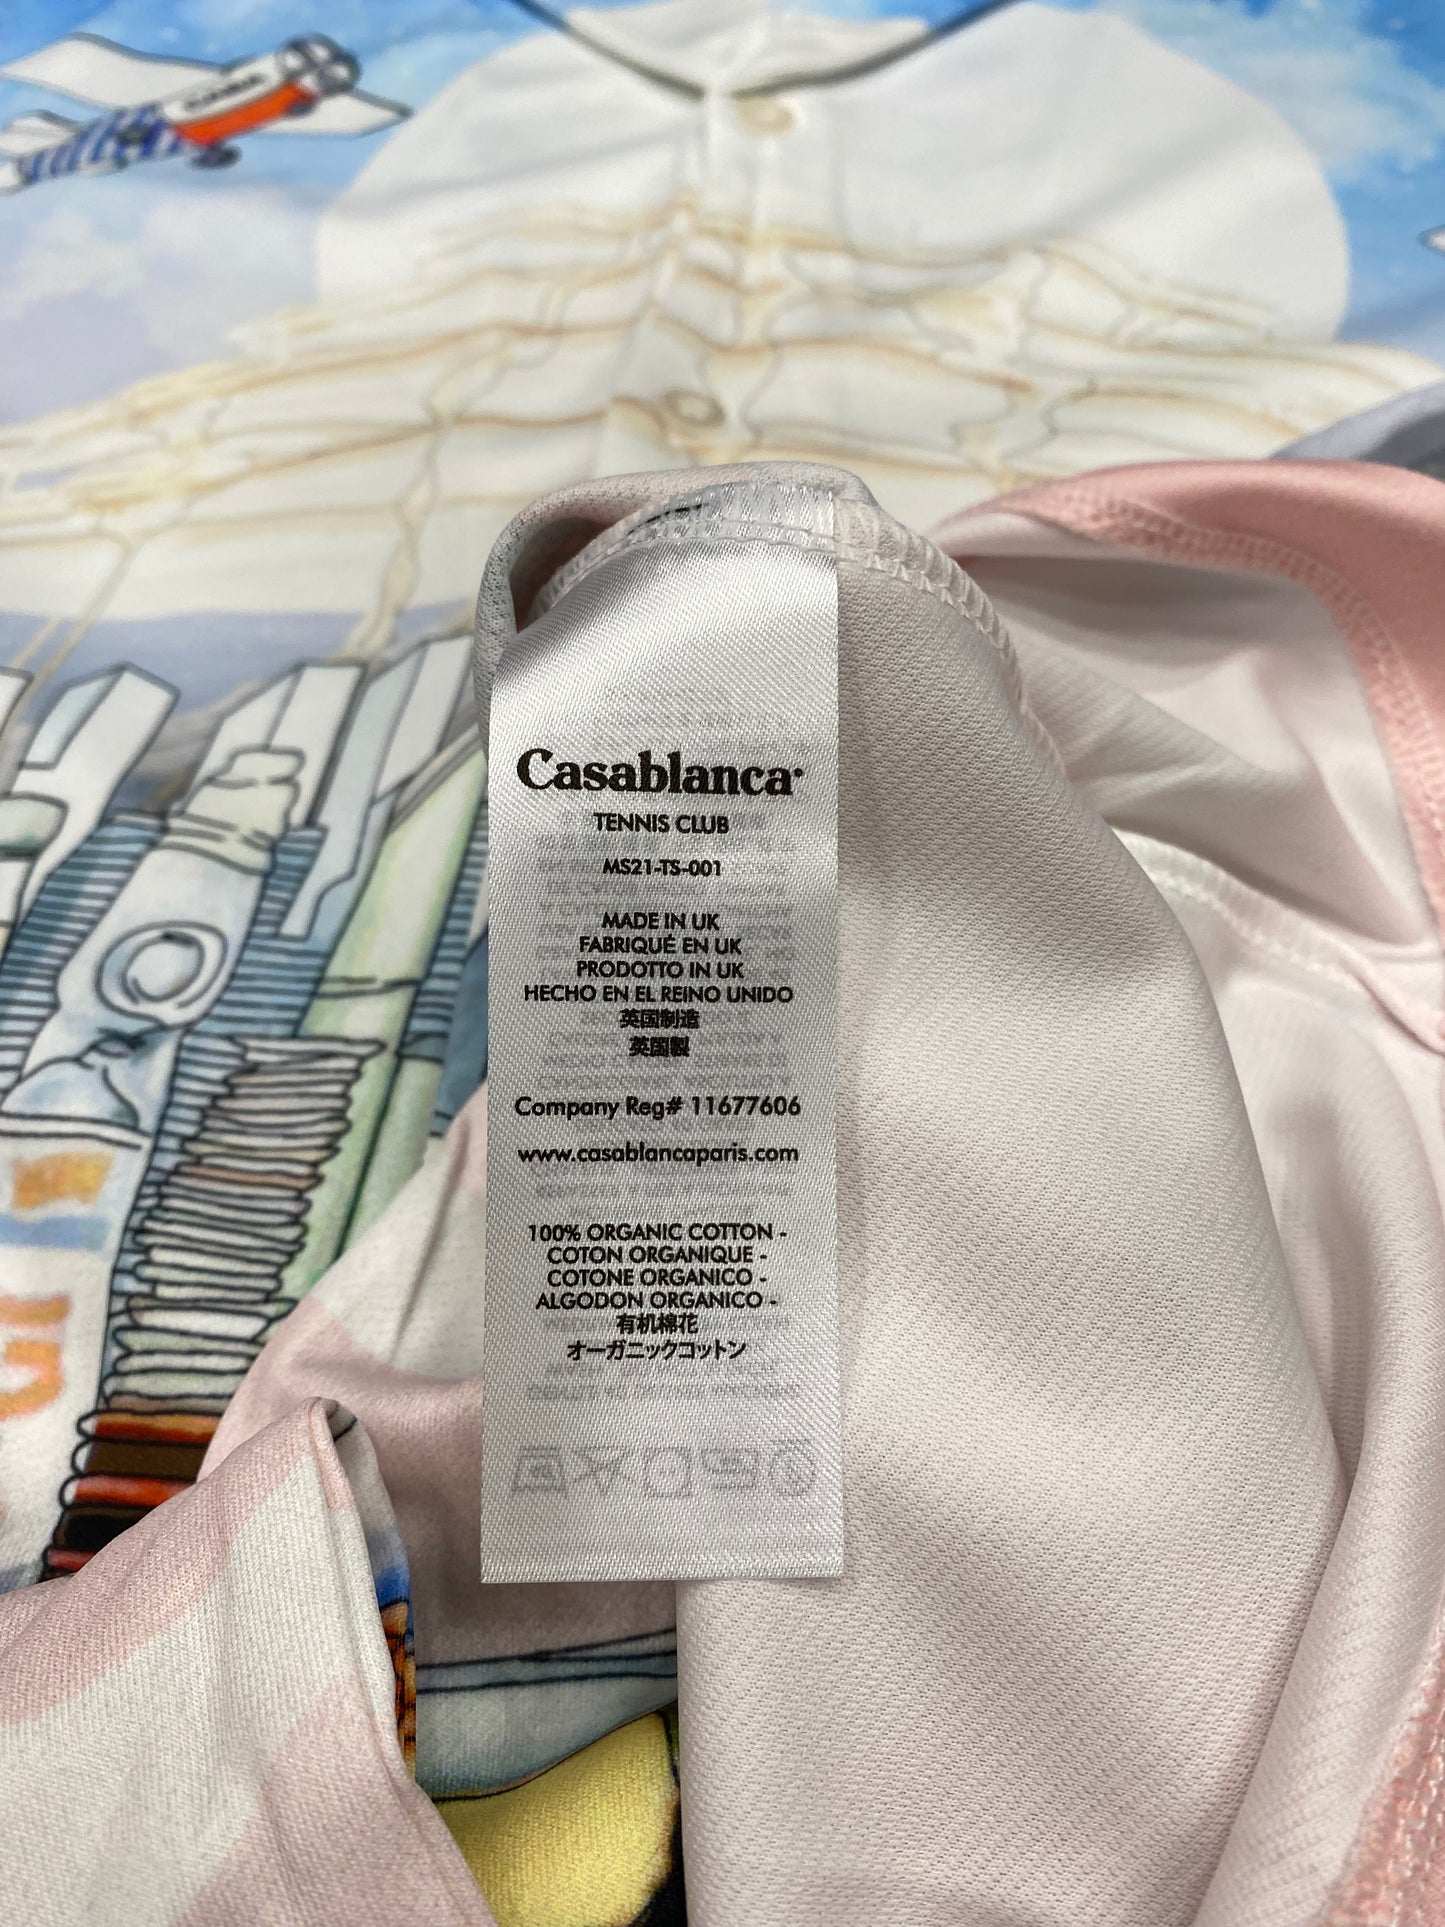 Casablanca
TENNIS CLUB
MS21-TS-001
MADE IN UK
FABRIQUÉ EN UK
PRODOTTO IN UK
HECHO EN EL REINO UNIDO
英国制造
英国製
Company Reg# 11677606
www.casablancaparis.com
100% ORGANIC COTTON -
COTON ORGANIQUE -
COTONE ORGANICO -
ALGODON ORGANICO -
有机棉花
オーガニックコットン